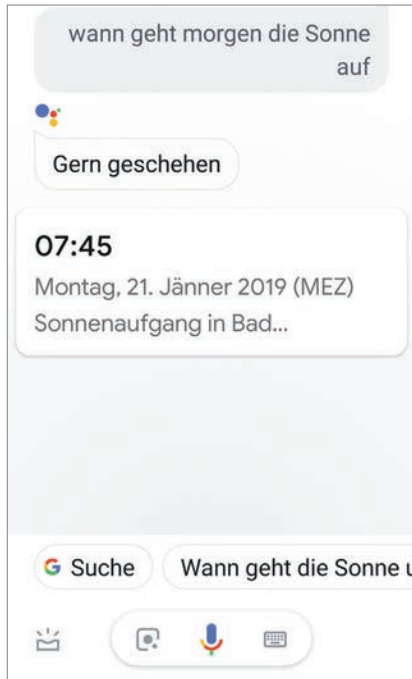 wann geht morgen die Sonne
auf
Gern geschehen
07:45
Montag, 21. Jänner 2019 (MEZ)
Sonnenaufgang in Bad...
Suche
Wann geht die Sonne